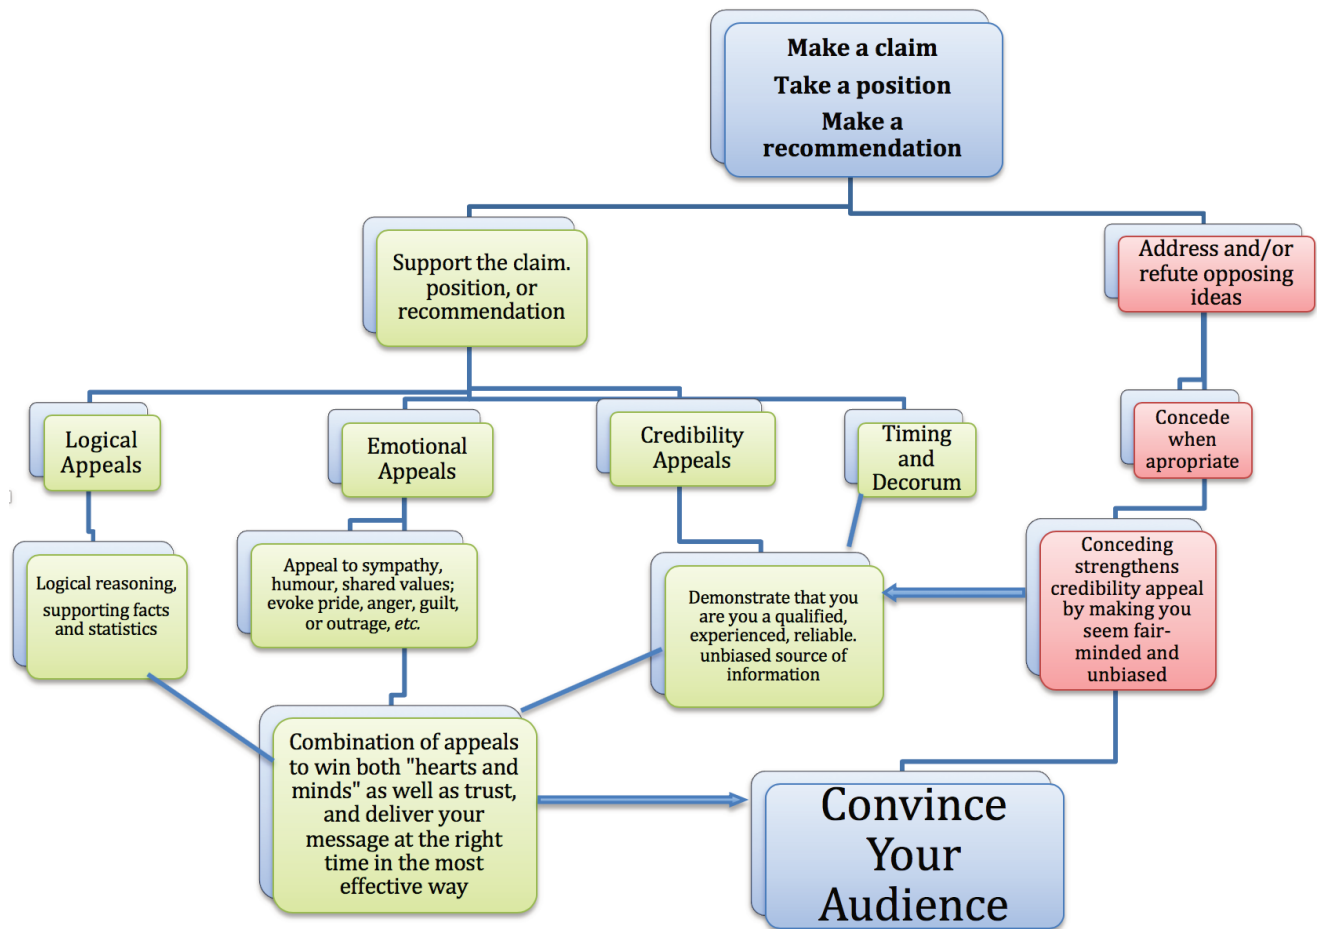 Make a claim
Take a position
Make a
recommendation
Support the claim.
position, or
recommendation
Address and/or
refute opposing
ideas
Logical
Appeals
Emotional
Appeals
Credibility
Appeals
Timing
and
Decorum
Concede
when
apropriate
Logical reasoning,
supporting facts
and statistics
Appeal to sympathy,
humour, shared values;
evoke pride, anger, guilt,
or outrage, etc.
Demonstrate that you
are you a qualified,
experienced, reliable.
unbiased source of
information
Conceding
strengthens
credibility appeal
by making you
seem fair-
minded and
unbiased
Combination of appeals
to win both "hearts and
minds" as well as trust,
and deliver your
message at the right
time in the most
effective way
Convince
Your
Audience